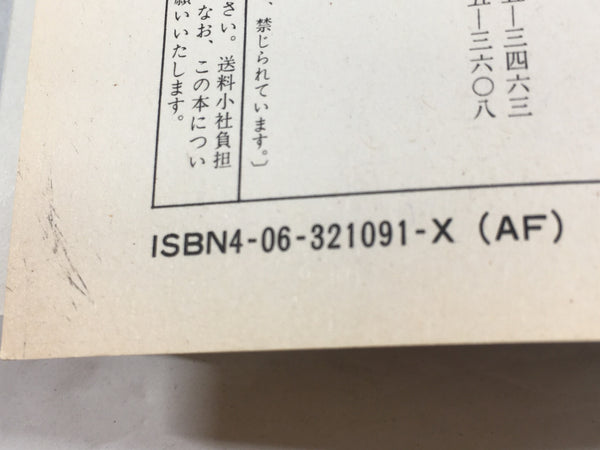 五―三四六三
五―三六〇八
、禁じられています。〕
さい。送料小社負担
なお、この本につい
願いいたします。
ISBN4-06-321091-X (AF)